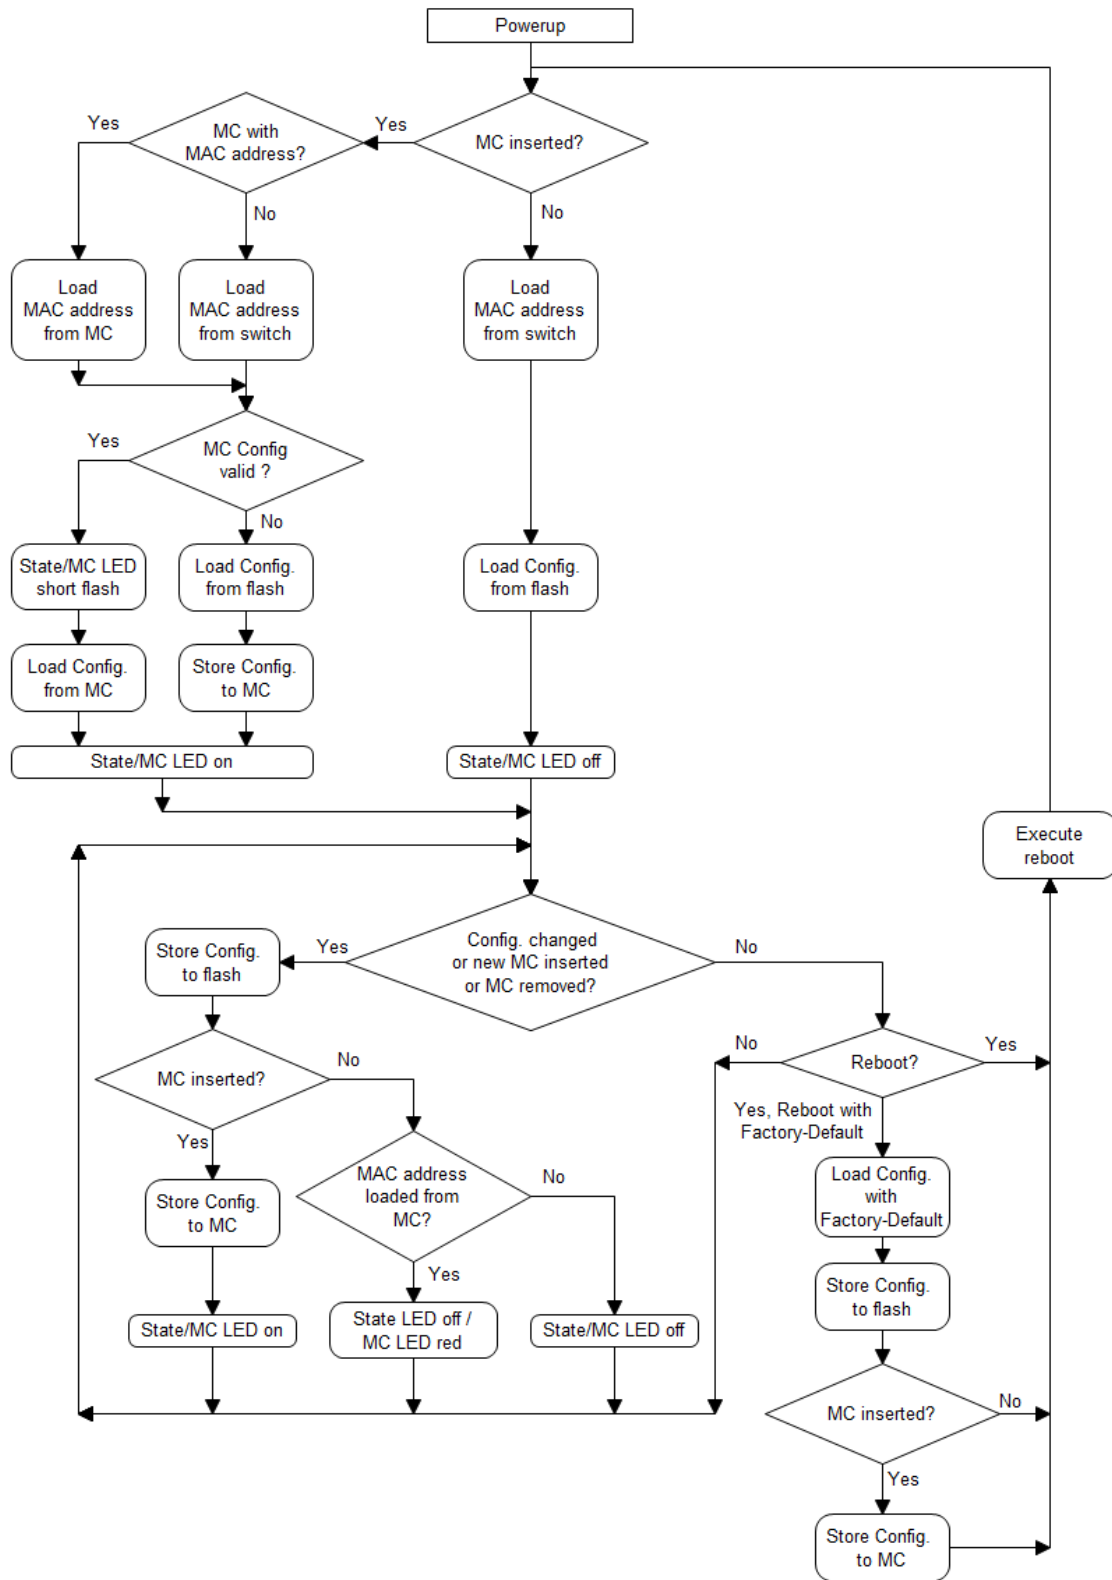 Powerup
Yes
MC with
MAC address?
Yes
MC inserted?
No
No
Load
MAC address
from MC
Load
MAC address
from switch
Load
MAC address
from switch
Yes
MC Config
valid ?
No
State/MC LED
short flash
Load Config.
from flash
Load Config.
from flash
Load Config.
from MC
Store Config.
to MC
State/MC LED on
State/MC LED off
Execute
reboot
Store Config.
to flash
Yes
Config. changed
or new MC inserted
or MC removed?
No
MC inserted?
No
No
Reboot?
Yes
Yes, Reboot with
Factory-Default
Yes
Store Config.
to MC
MAC address
loaded from
MC?
No
Load Config.
with
Factory-Default
Yes
Store Config.
to flash
State/MC LED on
State LED off /
MC LED red
State/MC LED off
MC inserted?
No
Yes
Store Config.
to MC